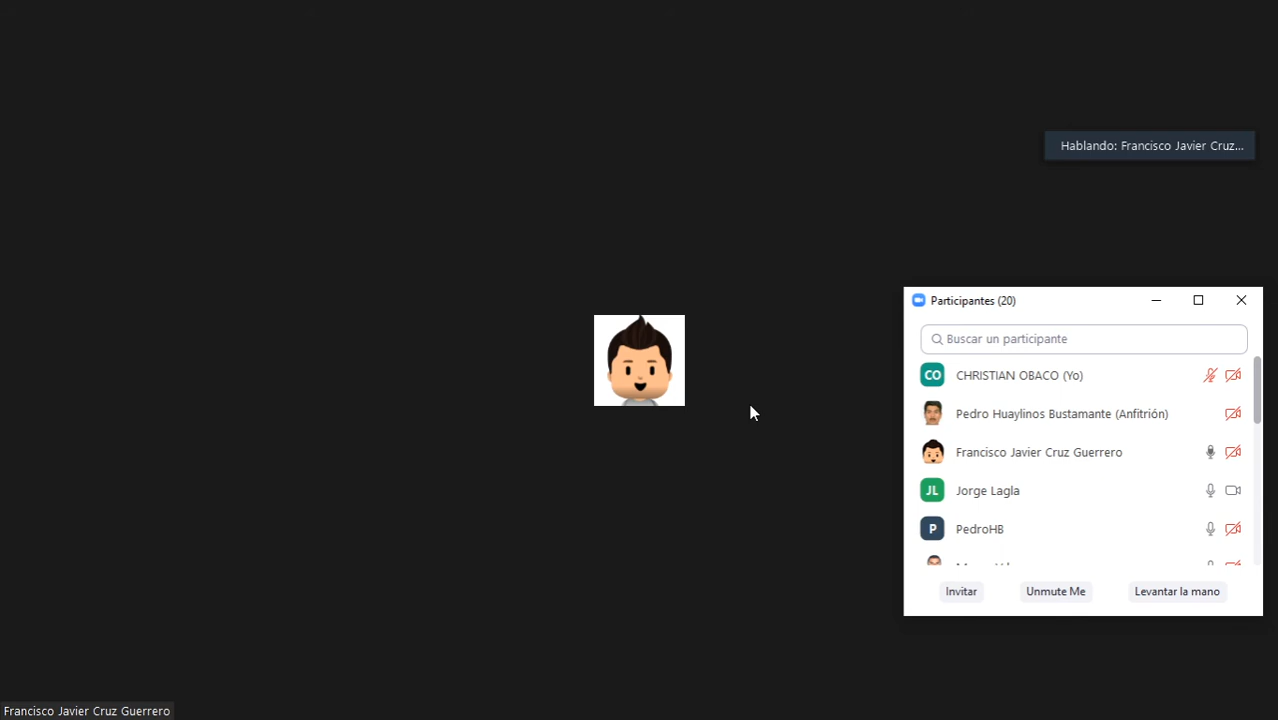 Hablando: Francisco Javier Cruz...
Participantes (20)
Buscar un participante
CO CHRISTIAN OBACO (Yo)
Pedro Huaylinos Bustamante (Anfitrión)
Francisco Javier Cruz Guerrero
JL Jorge Lagla
P PedroHB
Invitar Unmute Me Levantar la mano
Francisco Javier Cruz Guerrero